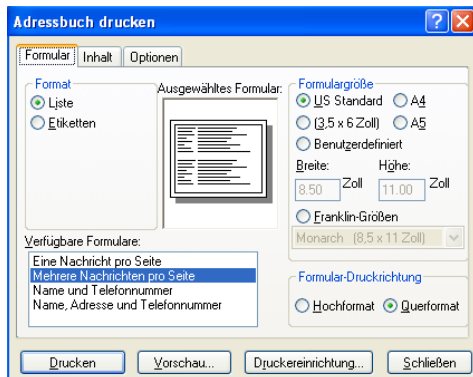 Adressbuch drucken
Formular Inhalt Optionen
Format
Liste
Etiketten
Ausgewähltes Formular:
Formulargröße
US Standard A4
(3,5 x 6 Zoll) A5
Benutzerdefiniert
Breite: Höhe:
8.50 Zoll 11.00 Zoll
Franklin-Größen
Monarch (8,5 x 11 Zoll)
Verfügbare Formulare:
Eine Nachricht pro Seite
Mehrere Nachrichten pro Seite
Name und Telefonnummer
Name, Adresse und Telefonnummer
Formular-Druckrichtung
Hochformat Querformat
Drucken Vorschau... Druckereinrichtung... Schließen